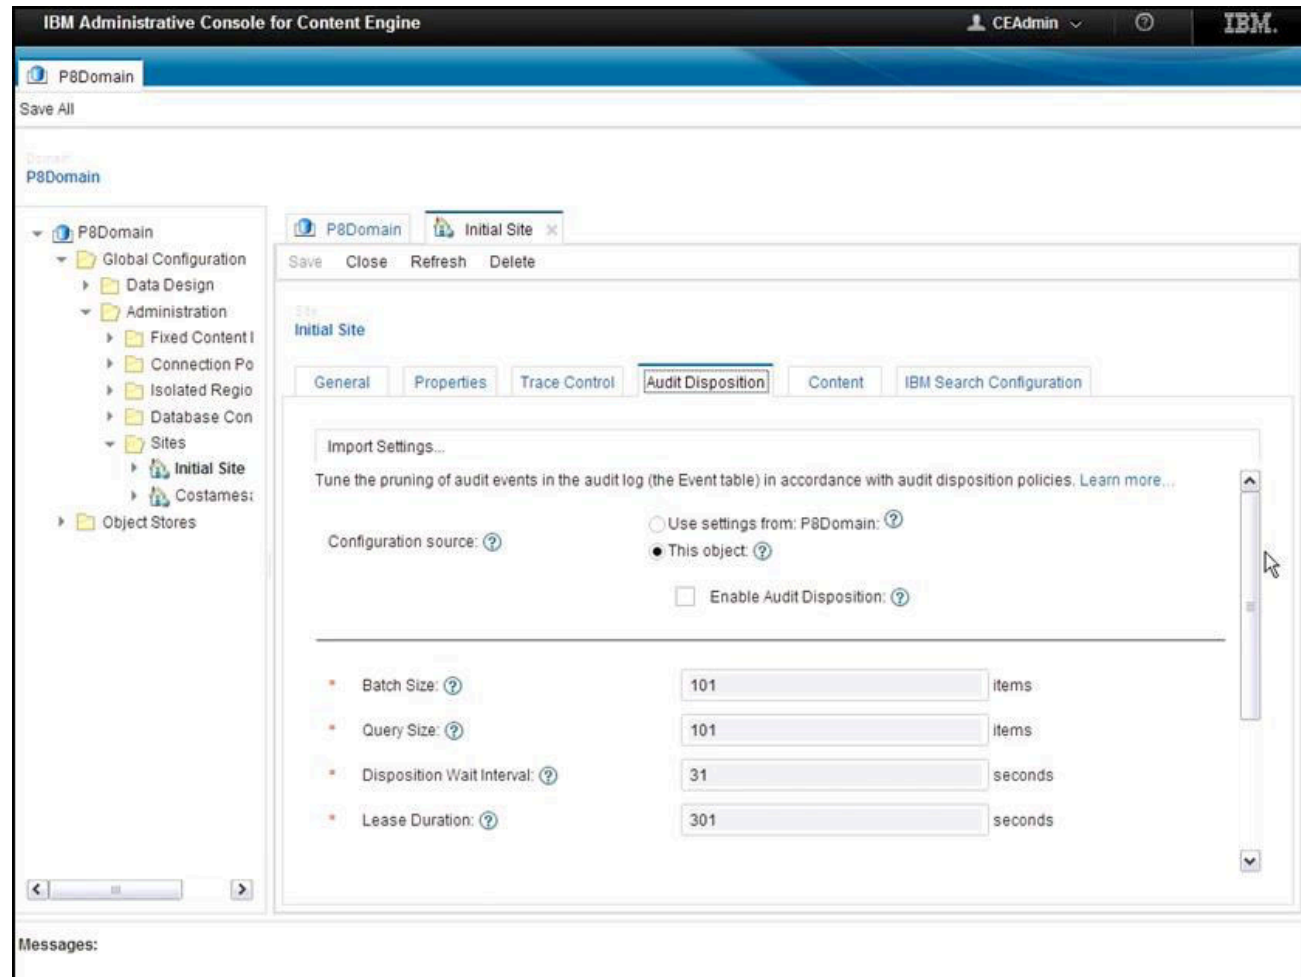 IBM Administrative Console for Content Engine
CEAdmin
IBM.
P8Domain
Save All
Domain
P8Domain
P8Domain
Global Configuration
Data Design
Administration
Fixed Content I
Connection Po
Isolated Regio
Database Con
Sites
Initial Site
Costamesa
Object Stores
P8Domain
Initial Site
Save Close Refresh Delete
Site
Initial Site
General Properties Trace Control Audit Disposition Content IBM Search Configuration
Import Settings...
Tune the pruning of audit events in the audit log (the Event table) in accordance with audit disposition policies. Learn more...
Configuration source: ?
Use settings from: P8Domain: ?
This object: ?
Enable Audit Disposition: ?
* Batch Size: ? 101 items
* Query Size: ? 101 items
* Disposition Wait Interval: ? 31 seconds
* Lease Duration: ? 301 seconds
Messages: